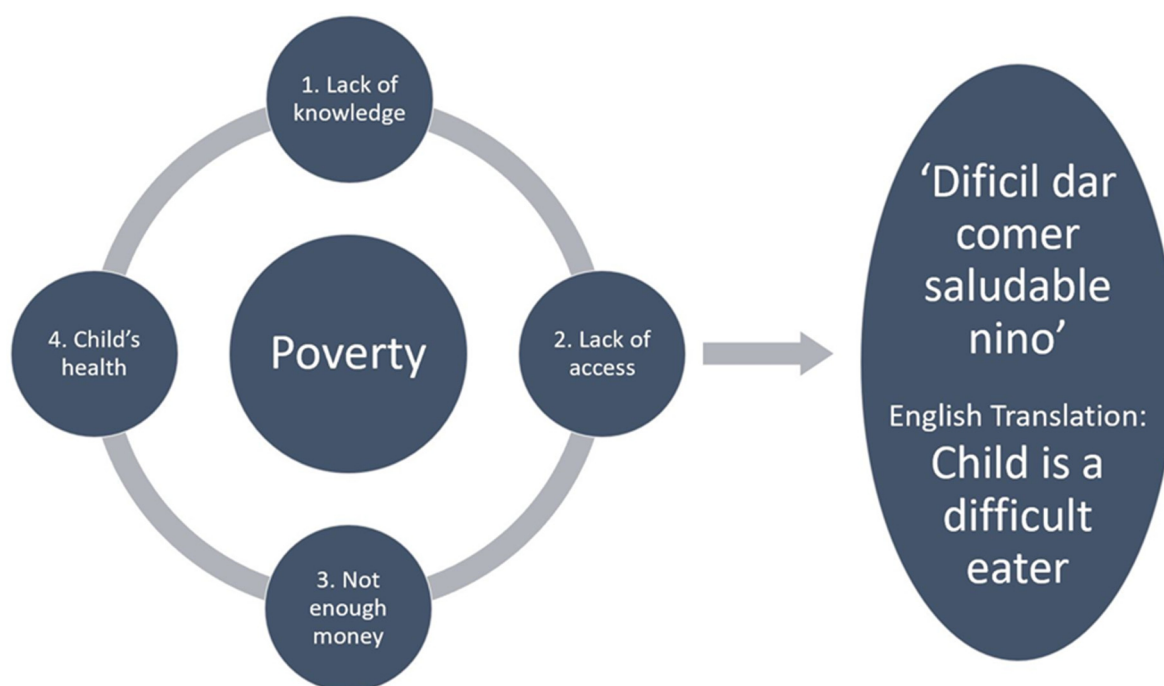 1. Lack of
knowledge
Poverty
2. Lack of
access
3. Not
enough
money
4. Child’s
health
‘Dificil dar
comer
saludable
nino’
English Translation:
Child is a
difficult
eater